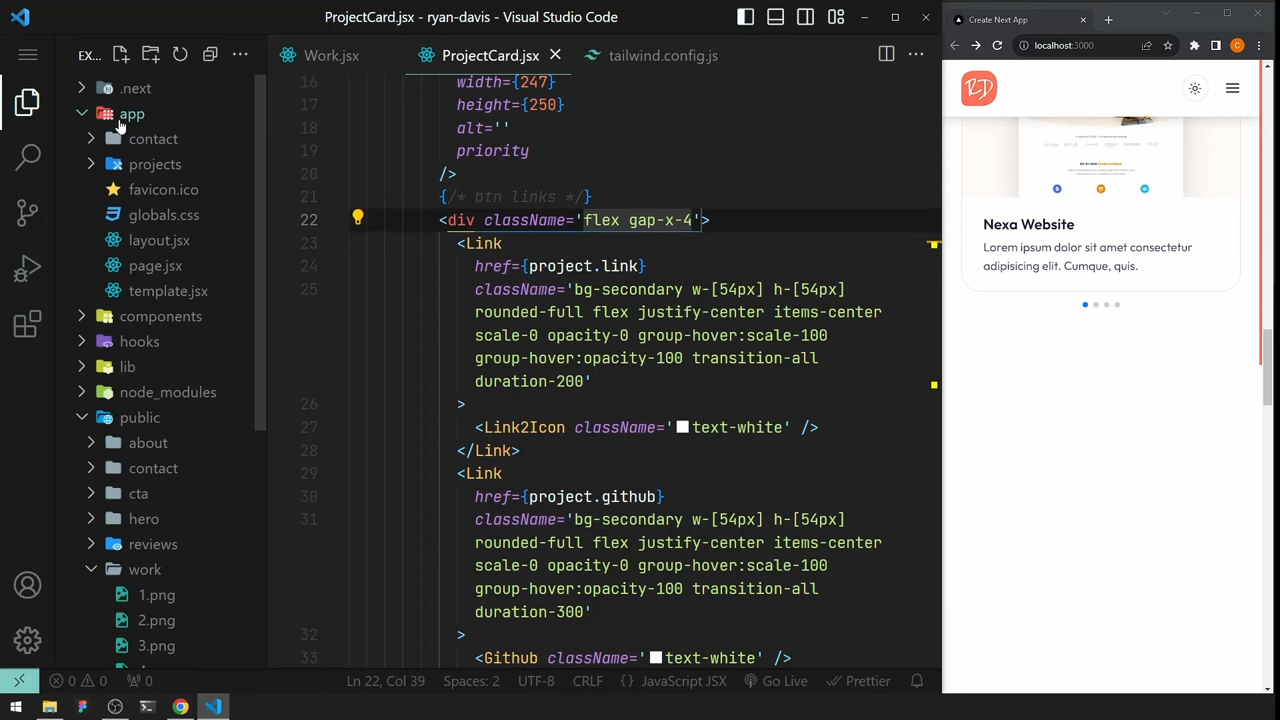 ProjectCard.jsx - ryan-davis - Visual Studio Code
EX...
.next
app
contact
projects
favicon.ico
globals.css
layout.jsx
page.jsx
template.jsx
components
hooks
lib
node_modules
public
about
contact
cta
hero
reviews
work
1.png
2.png
3.png
Work.jsx
ProjectCard.jsx
tailwind.config.js
16 width={247}
17 height={250}
18 alt=''
19 priority
20 />
21 {/* btn links */}
22 <div className='flex gap-x-4'>
23 <Link
24 href={project.link}
25 className='bg-secondary w-[54px] h-[54px]
rounded-full flex justify-center items-center
scale-0 opacity-0 group-hover:scale-100
group-hover:opacity-100 transition-all
duration-200'
26 >
27 <Link2Icon className='text-white' />
28 </Link>
29 <Link
30 href={project.github}
31 className='bg-secondary w-[54px] h-[54px]
rounded-full flex justify-center items-center
scale-0 opacity-0 group-hover:scale-100
group-hover:opacity-100 transition-all
duration-300'
32 >
33 <Github className='text-white' />
0 0 0
Ln 22, Col 39
Spaces: 2
UTF-8
CRLF
{} JavaScript JSX
Go Live
Prettier
Create Next App
localhost:3000
C
RD
Nexa Website
Lorem ipsum dolor sit amet consectetur
adipisicing elit. Cumque, quis.